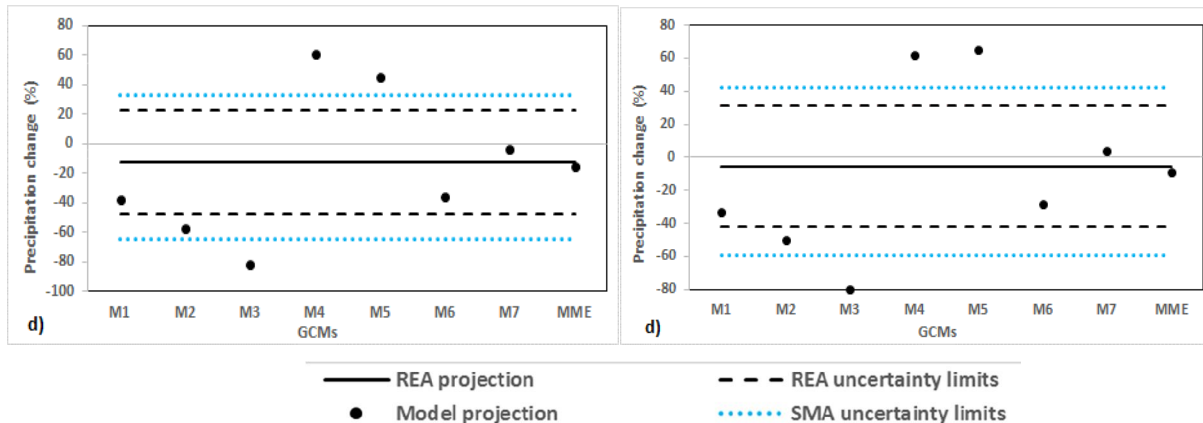 80
60
40
20
0
-20
-40
-60
-80
-100
Precipitation change (%)
M1 M2 M3 M4 M5 M6 M7 MME
GCMs
d)
80
60
40
20
0
-20
-40
-60
-80
Precipitation change (%)
M1 M2 M3 M4 M5 M6 M7 MME
GCMs
d)
REA projection
REA uncertainty limits
Model projection
SMA uncertainty limits